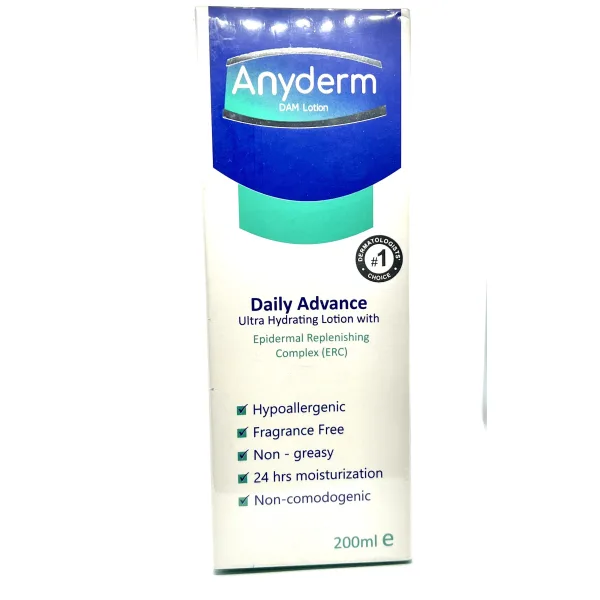 Anyderm
DAM Lotion
DERMATOLOGISTS'
#1
CHOICE
Daily Advance
Ultra Hydrating Lotion with
Epidermal Replenishing
Complex (ERC)
Hypoallergenic
Fragrance Free
Non - greasy
24 hrs moisturization
Non-comodogenic
200ml e